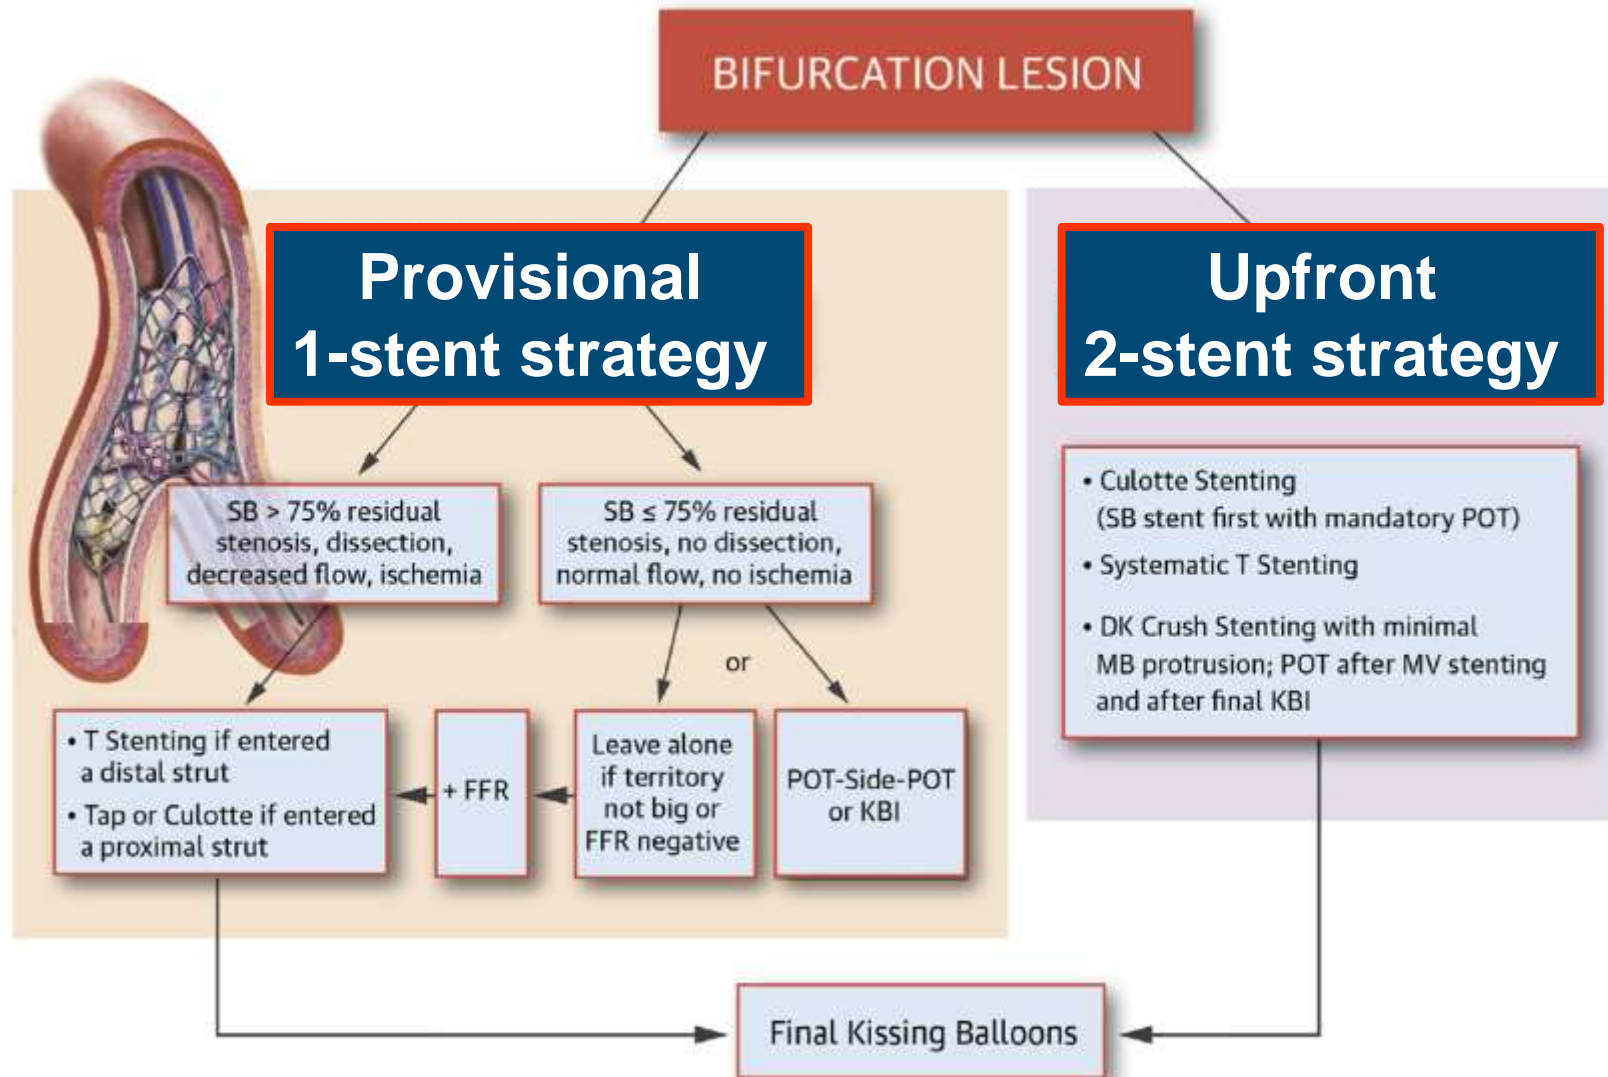 BIFURCATION LESION
Provisional
1-stent strategy
Upfront
2-stent strategy
SB > 75% residual
stenosis, dissection,
decreased flow, ischemia
SB ≤ 75% residual
stenosis, no dissection,
normal flow, no ischemia
• Culotte Stenting
(SB stent first with mandatory POT)
• Systematic T Stenting
• DK Crush Stenting with minimal
MB protrusion; POT after MV stenting
and after final KBI
or
• T Stenting if entered
a distal strut
• Tap or Culotte if entered
a proximal strut
+ FFR
Leave alone
if territory
not big or
FFR negative
POT-Side-POT
or KBI
Final Kissing Balloons